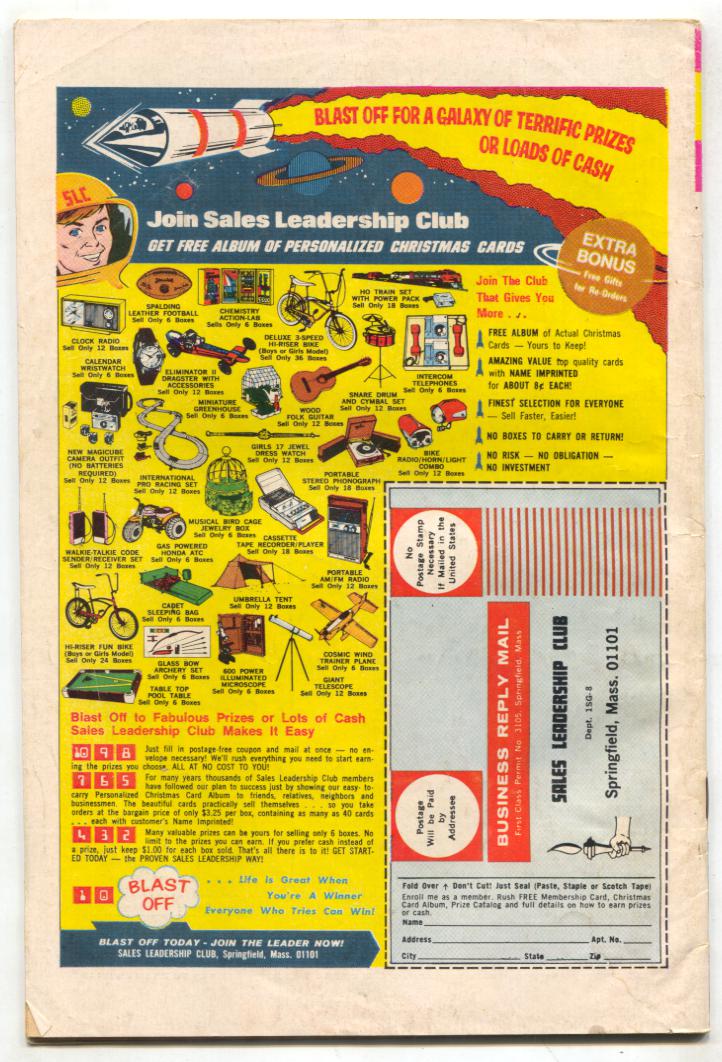 BLAST OFF FOR A GALAXY OF TERRIFIC PRIZES
OR LOADS OF CASH
SLC
Join Sales Leadership Club
GET FREE ALBUM OF PERSONALIZED CHRISTMAS CARDS
EXTRA
BONUS
Free Gifts
for Re-Orders
CLOCK RADIO
Sell Only 12 Boxes
SPALDING
LEATHER FOOTBALL
Sell Only 6 Boxes
CHEMISTRY
ACTION-LAB
Sells Only 6 Boxes
DELUXE 3-SPEED
HI-RISER BIKE
(Boys or Girls Model)
Sell Only 36 Boxes
HO TRAIN SET
WITH POWER PACK
Sell Only 18 Boxes
CALENDAR
WRISTWATCH
Sell Only 6 Boxes
ELIMINATOR II
DRAGSTER WITH
ACCESSORIES
Sell Only 12 Boxes
MINIATURE
GREENHOUSE
Sell Only 6 Boxes
WOOD
FOLK GUITAR
Sell Only 12 Boxes
SNARE DRUM
AND CYMBAL SET
Sell Only 12 Boxes
INTERCOM
TELEPHONES
Sell Only 6 Boxes
NEW MAGICUBE
CAMERA OUTFIT
(NO BATTERIES
REQUIRED)
Sell Only 12 Boxes
INTERNATIONAL
PRO RACING SET
Sell Only 12 Boxes
GIRLS 17 JEWEL
DRESS WATCH
Sell Only 12 Boxes
PORTABLE
STEREO PHONOGRAPH
Sell Only 18 Boxes
BIKE
RADIO/HORN/LIGHT
COMBO
Sell Only 12 Boxes
WALKIE-TALKIE CODE
SENDER/RECEIVER SET
Sell Only 12 Boxes
GAS POWERED
HONDA ATC
Sell Only 6 Boxes
MUSICAL BIRD CAGE
JEWELRY BOX
Sell Only 6 Boxes
CASSETTE
TAPE RECORDER/PLAYER
Sell Only 18 Boxes
PORTABLE
AM/FM RADIO
Sell Only 12 Boxes
HI-RISER FUN BIKE
(Boys or Girls Model)
Sell Only 24 Boxes
CADET
SLEEPING BAG
Sell Only 6 Boxes
UMBRELLA TENT
Sell Only 12 Boxes
GLASS BOW
ARCHERY SET
Sell Only 6 Boxes
600 POWER
ILLUMINATED
MICROSCOPE
Sell Only 6 Boxes
COSMIC WIND
TRAINER PLANE
Sell Only 6 Boxes
GIANT
TELESCOPE
Sell Only 12 Boxes
TABLE TOP
POOL TABLE
Sell Only 6 Boxes
Join The Club
That Gives You
More . . .
FREE ALBUM of Actual Christmas
Cards — Yours to Keep!
AMAZING VALUE top quality cards
with NAME IMPRINTED
for ABOUT 8¢ EACH!
FINEST SELECTION FOR EVERYONE
— Sell Faster, Easier!
NO BOXES TO CARRY OR RETURN!
NO RISK — NO OBLIGATION —
NO INVESTMENT
Blast Off to Fabulous Prizes or Lots of Cash
Sales Leadership Club Makes It Easy
10 9 8
Just fill in postage-free coupon and mail at once — no en-
velope necessary! We'll rush everything you need to start earn-
ing the prizes you choose, ALL AT NO COST TO YOU!
7 6 5
For many years thousands of Sales Leadership Club members
have followed our plan to success just by showing our easy-to-
carry Personalized Christmas Card Album to friends, relatives, neighbors and
businessmen. The beautiful cards practically sell themselves . . . so you take
orders at the bargain price of only $3.25 per box, containing as many as 40 cards
. . . each with customer's Name Imprinted!
4 3 2
Many valuable prizes can be yours for selling only 6 boxes. No
limit to the prizes you can earn. If you prefer cash instead of
a prize, just keep $1.00 for each box sold. That's all there is to it! GET START-
ED TODAY — the PROVEN SALES LEADERSHIP WAY!
1 0
BLAST
OFF
. . . Life Is Great When
You're A Winner
Everyone Who Tries Can Win!
BLAST OFF TODAY - JOIN THE LEADER NOW!
SALES LEADERSHIP CLUB, Springfield, Mass. 01101
No
Postage Stamp
Necessary
If Mailed in the
United States
Postage
Will be Paid
by
Addressee
BUSINESS REPLY MAIL
First Class Permit No. 3105, Springfield, Mass
SALES LEADERSHIP CLUB
Dept. 1SG-8
Springfield, Mass. 01101
Fold Over ↑ Don't Cut! Just Seal (Paste, Staple or Scotch Tape)
Enroll me as a member. Rush FREE Membership Card, Christmas
Card Album, Prize Catalog and full details on how to earn prizes
or cash.
Name
Address Apt. No.
City State Zip